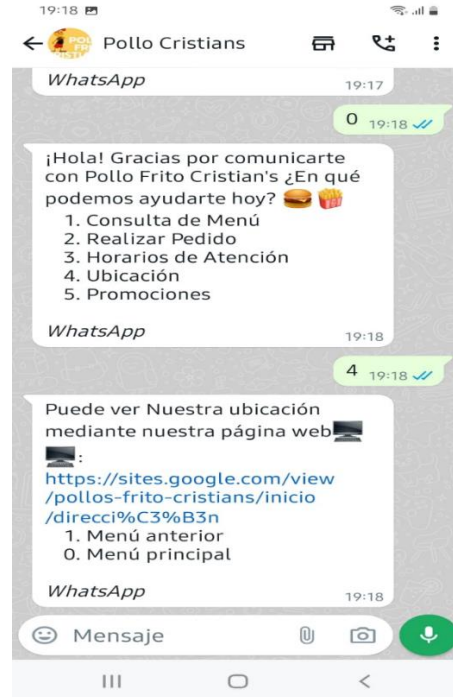 19:18
Pollo Cristians
WhatsApp
19:17
0 19:18
¡Hola! Gracias por comunicarte
con Pollo Frito Cristian's ¿En qué
podemos ayudarte hoy? 🍔🍟
1. Consulta de Menú
2. Realizar Pedido
3. Horarios de Atención
4. Ubicación
5. Promociones
WhatsApp
19:18
4 19:18
Puede ver Nuestra ubicación
mediante nuestra página web🖥️
🖥️:
https://sites.google.com/view
/pollos-frito-cristians/inicio
/direcci%C3%B3n
1. Menú anterior
0. Menú principal
WhatsApp
19:18
Mensaje